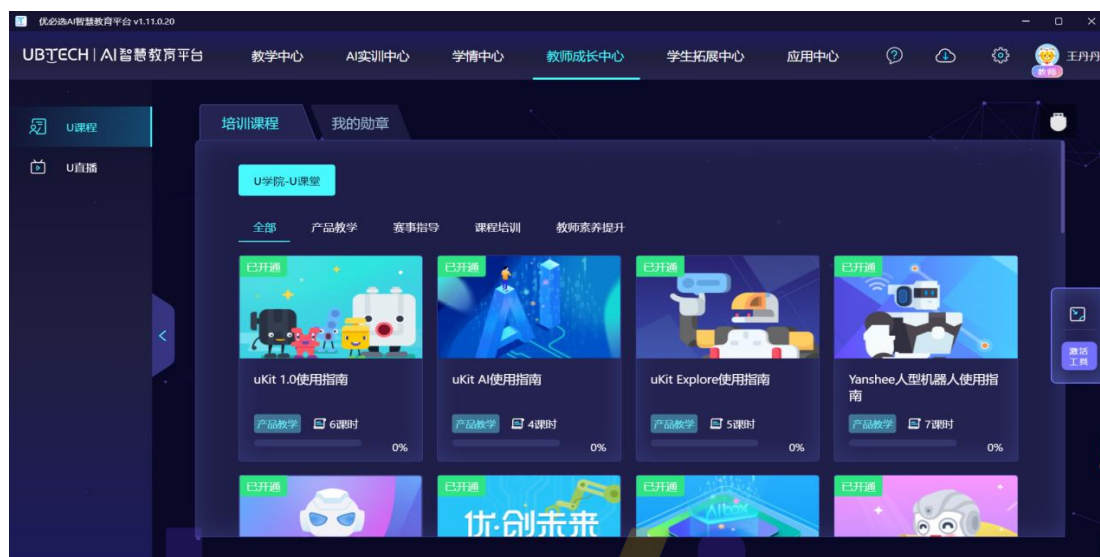 优必选AI智慧教育平台 v1.11.0.20
UBTECH | AI智慧教育平台
教学中心
AI实训中心
学情中心
教师成长中心
学生拓展中心
应用中心
王丹丹
教师
U课程
U直播
培训课程
我的勋章
U学院-U课堂
全部
产品教学
赛事指导
课程培训
教师素养提升
已开通
已开通
已开通
已开通
uKit 1.0使用指南
uKit AI使用指南
uKit Explore使用指南
Yanshee人型机器人使用指
南
产品教学 6课时
0%
产品教学 4课时
0%
产品教学 5课时
0%
产品教学 7课时
0%
激活
工具
已开通
已开通
优·创未来
已开通
AIbox
已开通